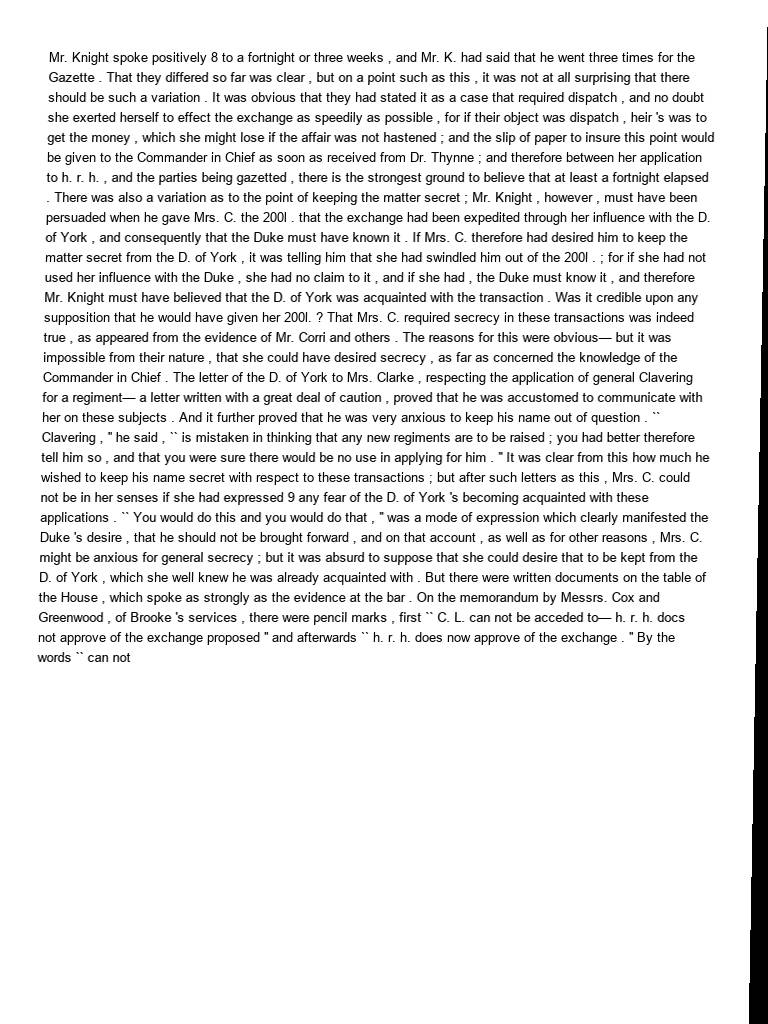 Mr. Knight spoke positively 8 to a fortnight or three weeks , and Mr. K. had said that he went three times for the
Gazette . That they differed so far was clear , but on a point such as this , it was not at all surprising that there
should be such a variation . It was obvious that they had stated it as a case that required dispatch , and no doubt
she exerted herself to effect the exchange as speedily as possible , for if their object was dispatch , heir 's was to
get the money , which she might lose if the affair was not hastened ; and the slip of paper to insure this point would
be given to the Commander in Chief as soon as received from Dr. Thynne ; and therefore between her application
to h. r. h. , and the parties being gazetted , there is the strongest ground to believe that at least a fortnight elapsed
. There was also a variation as to the point of keeping the matter secret ; Mr. Knight , however , must have been
persuaded when he gave Mrs. C. the 200l . that the exchange had been expedited through her influence with the D.
of York , and consequently that the Duke must have known it . If Mrs. C. therefore had desired him to keep the
matter secret from the D. of York , it was telling him that she had swindled him out of the 200l . ; for if she had not
used her influence with the Duke , she had no claim to it , and if she had , the Duke must know it , and therefore
Mr. Knight must have believed that the D. of York was acquainted with the transaction . Was it credible upon any
supposition that he would have given her 200l. ? That Mrs. C. required secrecy in these transactions was indeed
true , as appeared from the evidence of Mr. Corri and others . The reasons for this were obvious— but it was
impossible from their nature , that she could have desired secrecy , as far as concerned the knowledge of the
Commander in Chief . The letter of the D. of York to Mrs. Clarke , respecting the application of general Clavering
for a regiment— a letter written with a great deal of caution , proved that he was accustomed to communicate with
her on these subjects . And it further proved that he was very anxious to keep his name out of question . ``
Clavering , " he said , `` is mistaken in thinking that any new regiments are to be raised ; you had better therefore
tell him so , and that you were sure there would be no use in applying for him . " It was clear from this how much he
wished to keep his name secret with respect to these transactions ; but after such letters as this , Mrs. C. could
not be in her senses if she had expressed 9 any fear of the D. of York 's becoming acquainted with these
applications . `` You would do this and you would do that , " was a mode of expression which clearly manifested the
Duke 's desire , that he should not be brought forward , and on that account , as well as for other reasons , Mrs. C.
might be anxious for general secrecy ; but it was absurd to suppose that she could desire that to be kept from the
D. of York , which she well knew he was already acquainted with . But there were written documents on the table of
the House , which spoke as strongly as the evidence at the bar . On the memorandum by Messrs. Cox and
Greenwood , of Brooke 's services , there were pencil marks , first `` C. L. can not be acceded to— h. r. h. docs
not approve of the exchange proposed " and afterwards `` h. r. h. does now approve of the exchange . " By the
words `` can not